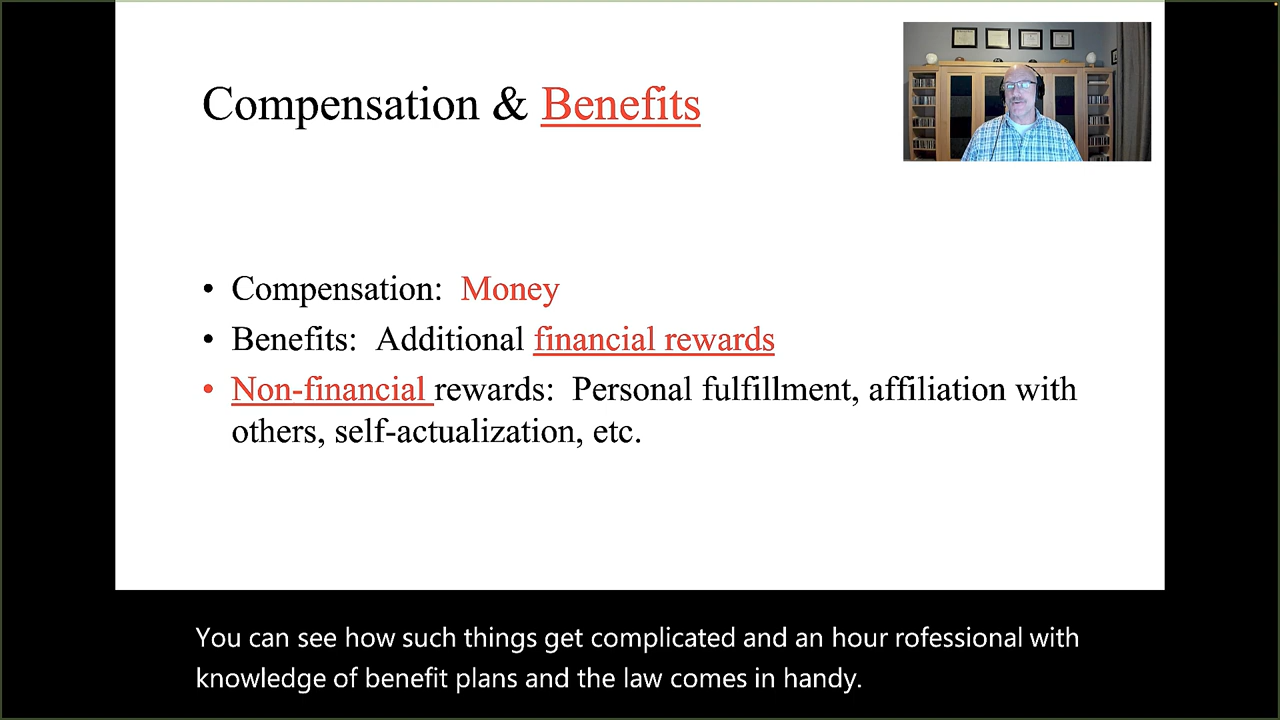 Compensation & Benefits
• Compensation: Money
• Benefits: Additional financial rewards
• Non-financial rewards: Personal fulfillment, affiliation with
others, self-actualization, etc.
You can see how such things get complicated and an hour rofessional with
knowledge of benefit plans and the law comes in handy.